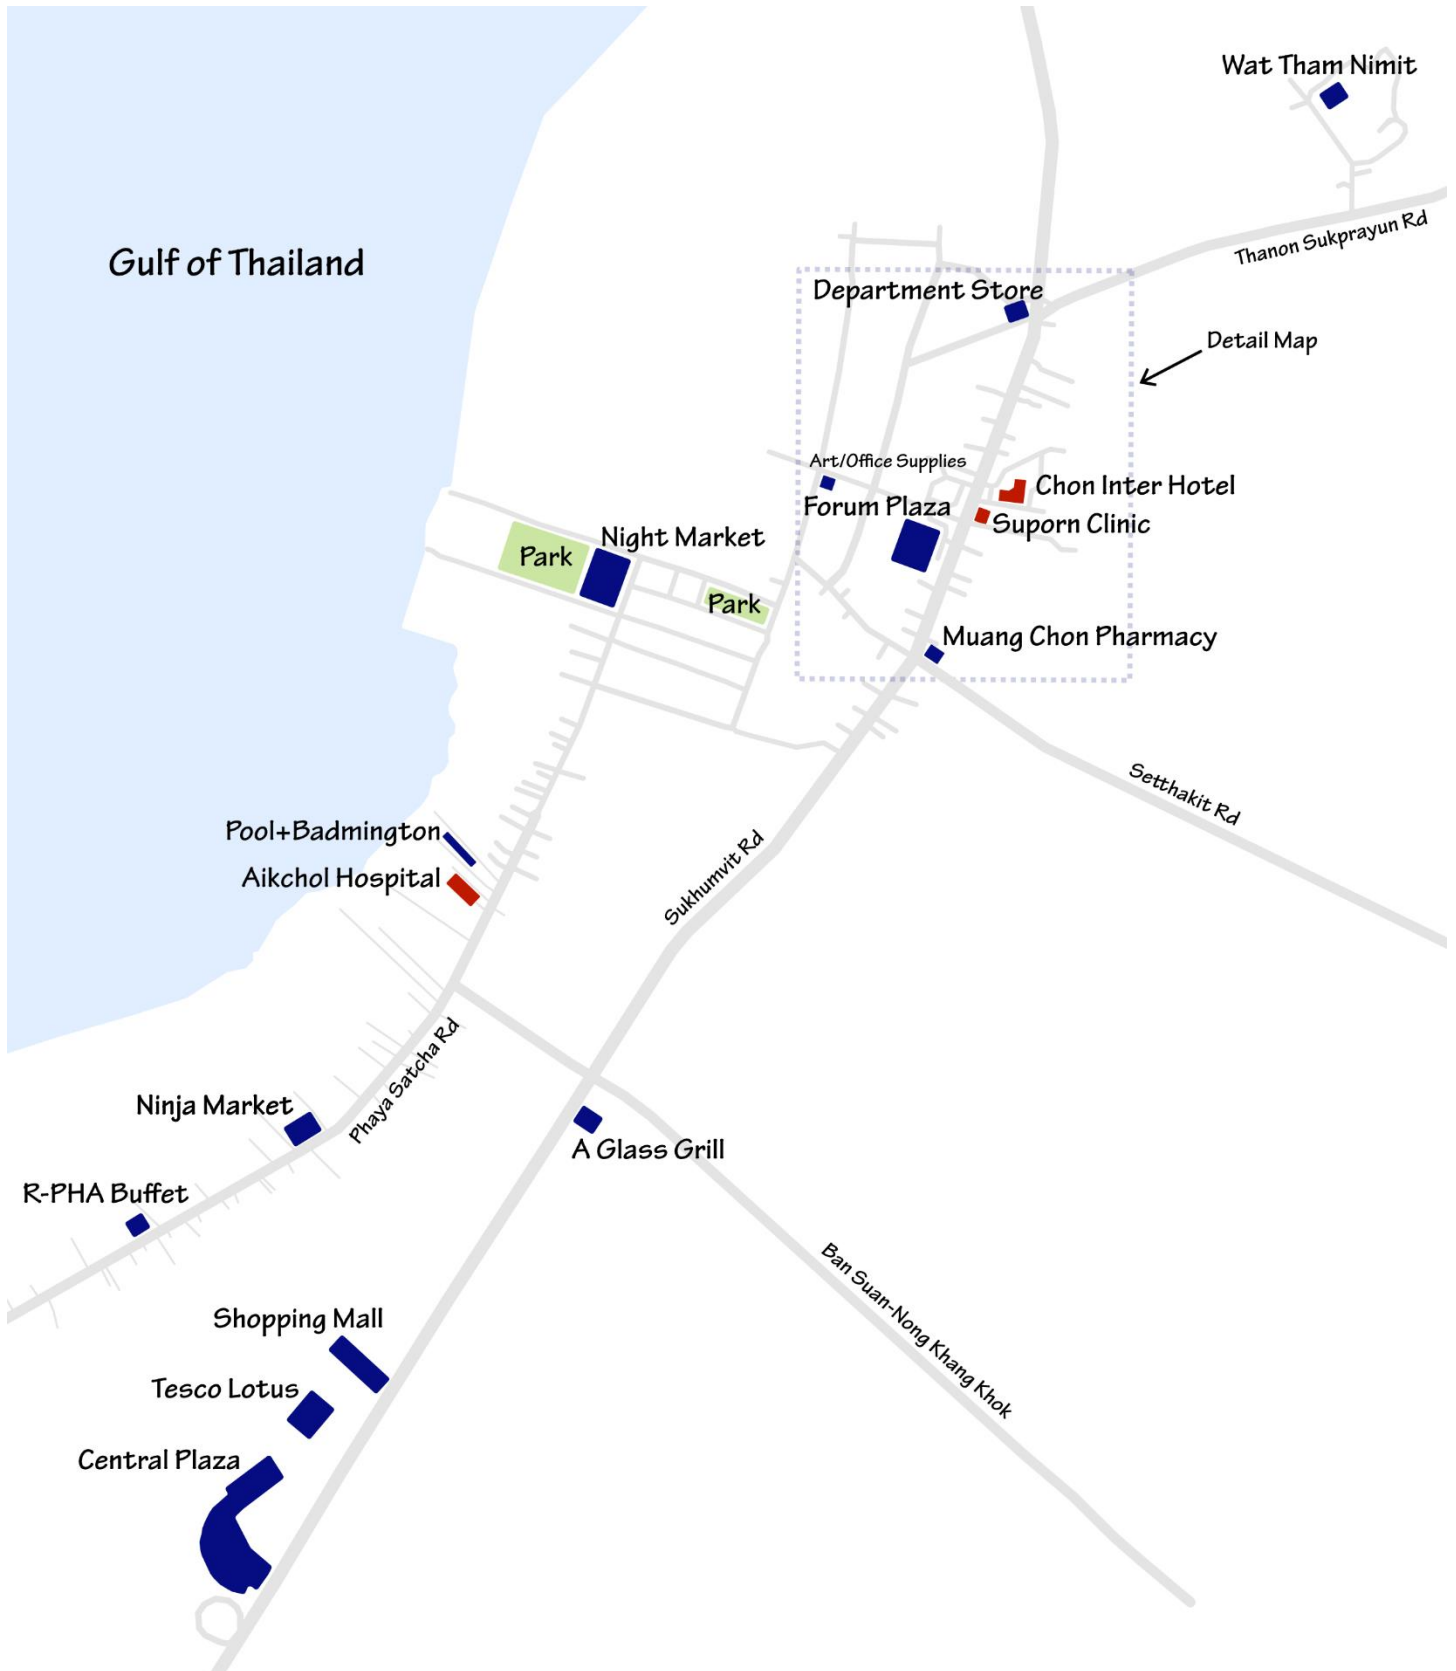 Wat Tham Nimit
Thanon Sukprayun Rd
Gulf of Thailand
Department Store
Detail Map
Art/Office Supplies
Chon Inter Hotel
Forum Plaza
Suporn Clinic
Night Market
Park
Park
Muang Chon Pharmacy
Setthakit Rd
Pool+Badmington
Sukhumvit Rd
Aikchol Hospital
Phaya Satcha Rd
Ninja Market
A Glass Grill
R-PHA Buffet
Ban Suan-Nong Khang Khok
Shopping Mall
Tesco Lotus
Central Plaza